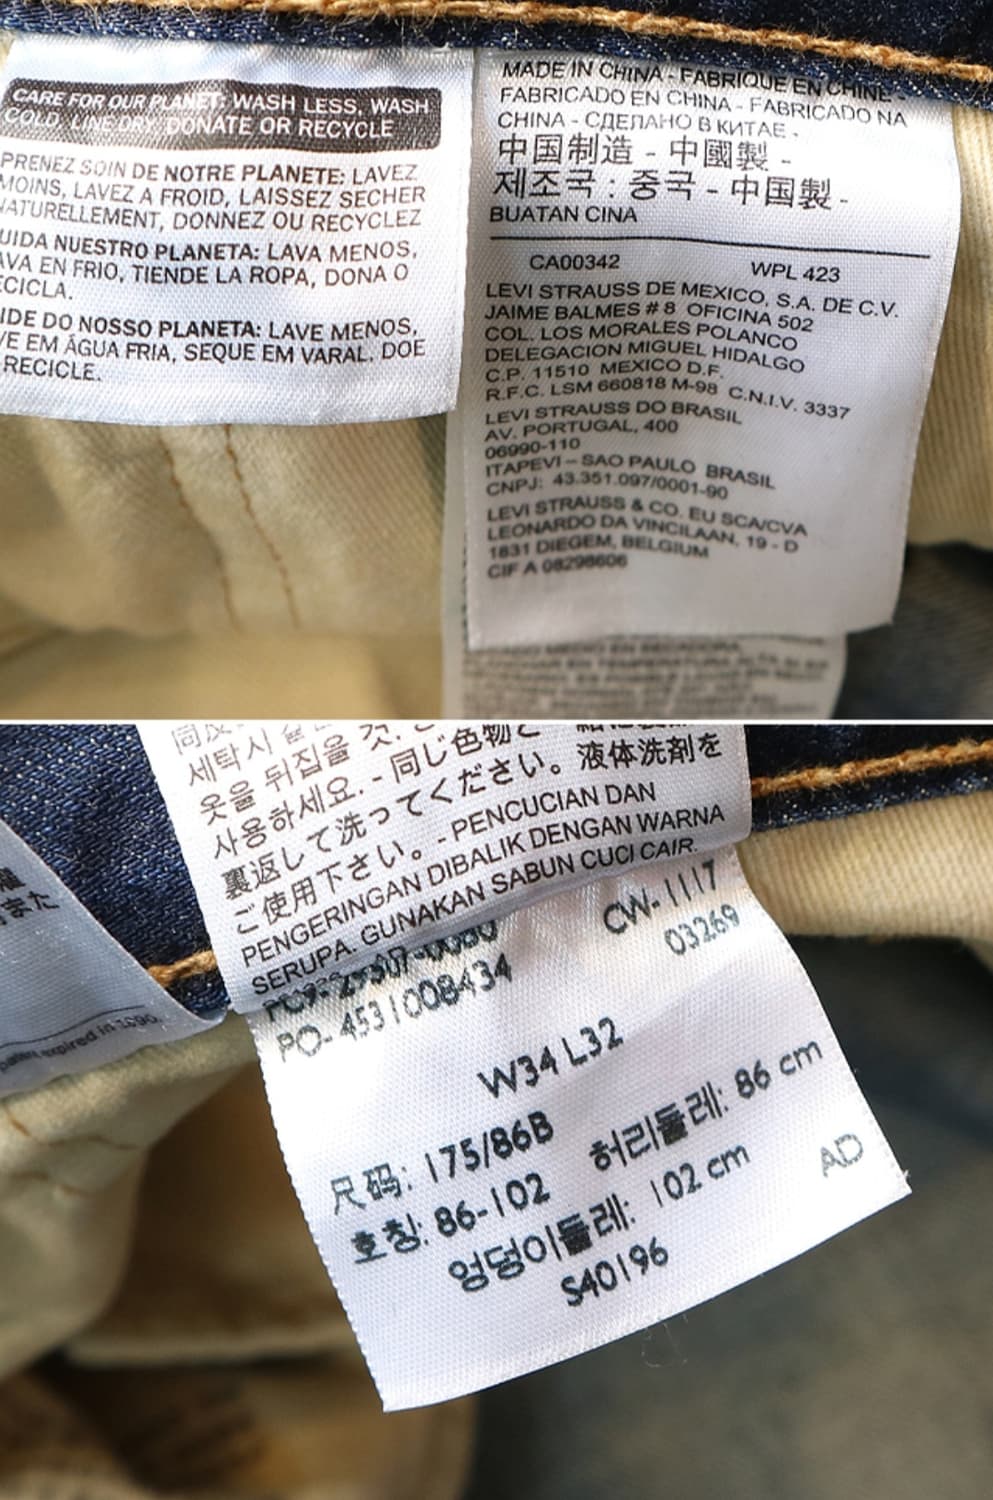 CARE FOR OUR PLANET: WASH LESS, WASH
COLD, LINE DRY, DONATE OR RECYCLE
PRENEZ SOIN DE NOTRE PLANETE: LAVEZ
MOINS, LAVEZ A FROID, LAISSEZ SECHER
NATURELLEMENT, DONNEZ OU RECYCLEZ
UIDA NUESTRO PLANETA: LAVA MENOS,
AVA EN FRIO, TIENDE LA ROPA, DONA O
ECICLA.
IDE DO NOSSO PLANETA: LAVE MENOS,
VE EM ÁGUA FRIA, SEQUE EM VARAL. DOE
RECICLE.
MADE IN CHINA - FABRIQUE EN CHINE -
FABRICADO EN CHINA - FABRICADO NA
CHINA - СДЕЛАНО В КИТАЕ -
中国制造 - 中國製 -
제조국 : 중국 - 中国製 -
BUATAN CINA
CA00342 WPL 423
LEVI STRAUSS DE MEXICO, S.A. DE C.V.
JAIME BALMES # 8 OFICINA 502
COL. LOS MORALES POLANCO
DELEGACION MIGUEL HIDALGO
C.P. 11510 MEXICO D.F.
R.F.C. LSM 660818 M-98 C.N.I.V. 3337
LEVI STRAUSS DO BRASIL
AV. PORTUGAL, 400
06990-110
ITAPEVI – SAO PAULO BRASIL
CNPJ: 43.351.097/0001-90
LEVI STRAUSS & CO. EU SCA/CVA
LEONARDO DA VINCILAAN, 19 - D
1831 DIEGEM, BELGIUM
CIF A 08298606
세탁시
옷을 뒤집을 것.
사용하세요. - 同じ色物と
裏返して洗ってください。液体洗剤を
ご使用下さい。- PENCUCIAN DAN
PENGERINGAN DIBALIK DENGAN WARNA
SERUPA. GUNAKAN SABUN CUCI CAIR.
また
expired in
CW-1117
03269
PO- 4531008434
W34 L32
尺码: 175/86B
허리둘레: 86 cm
호칭: 86-102
엉덩이둘레: 102 cm
AD
S40196